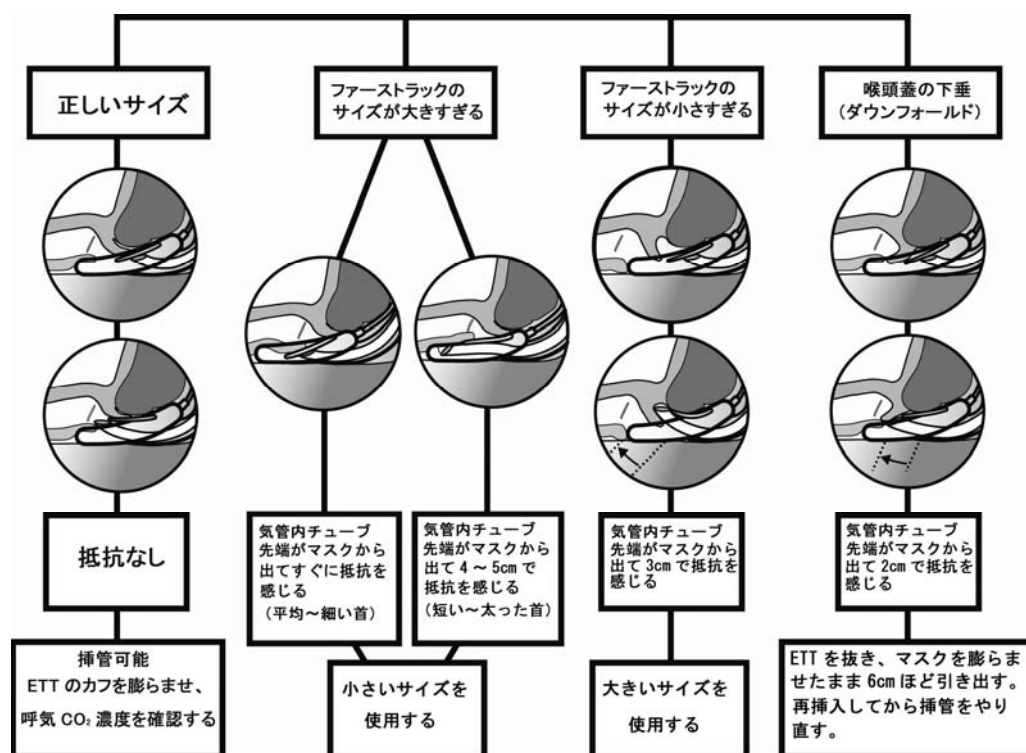 正しいサイズ
ファーストラックの
サイズが大きすぎる
ファーストラックの
サイズが小さすぎる
喉頭蓋の下垂
(ダウンフォールド)
抵抗なし
気管内チューブ
先端がマスクから
出てすぐに抵抗を
感じる
(平均～細い首)
気管内チューブ
先端がマスクから
出て 4 ～ 5cm で
抵抗を感じる
(短い～太った首)
気管内チューブ
先端がマスクから
出て 3cm で抵抗を
感じる
気管内チューブ
先端がマスクから
出て 2cm で抵抗を
感じる
挿管可能
ETT のカフを膨らませ、
呼気 CO₂ 濃度を確認する
小さいサイズを
使用する
大きいサイズを
使用する
ETT を抜き、マスクを膨らま
せたまま 6cm ほど引き出す。
再挿入してから挿管をやり
直す。